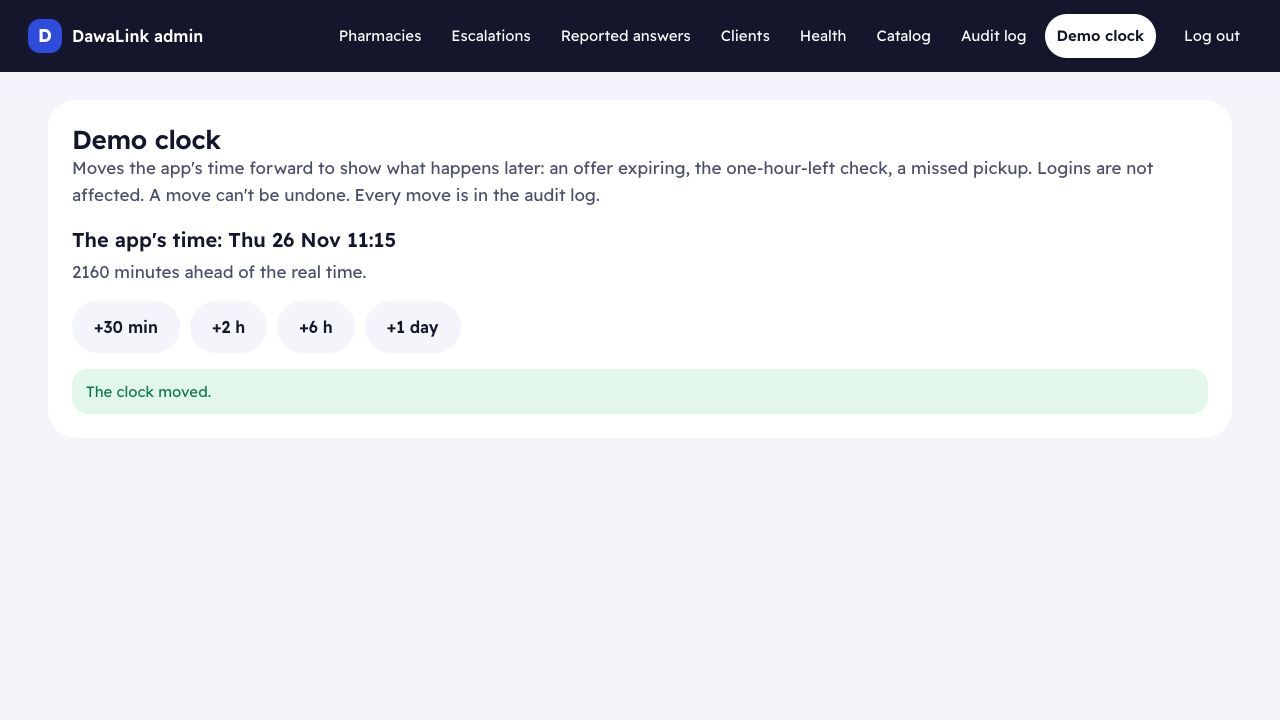 D DawaLink admin Pharmacies Escalations Reported answers Clients Health Catalog Audit log Demo clock Log out
Demo clock
Moves the app's time forward to show what happens later: an offer expiring, the one-hour-left check, a missed pickup. Logins are not
affected. A move can't be undone. Every move is in the audit log.
The app's time: Thu 26 Nov 11:15
2160 minutes ahead of the real time.
+30 min +2 h +6 h +1 day
The clock moved.